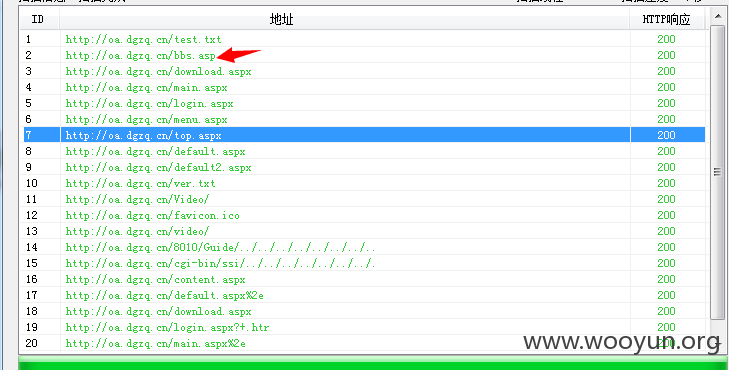 ID 地址 HTTP响应
1 http://oa.dgzq.cn/test.txt 200
2 http://oa.dgzq.cn/bbs.asp 200
3 http://oa.dgzq.cn/download.aspx 200
4 http://oa.dgzq.cn/main.aspx 200
5 http://oa.dgzq.cn/login.aspx 200
6 http://oa.dgzq.cn/menu.aspx 200
7 http://oa.dgzq.cn/top.aspx 200
8 http://oa.dgzq.cn/default.aspx 200
9 http://oa.dgzq.cn/default2.aspx 200
10 http://oa.dgzq.cn/ver.txt 200
11 http://oa.dgzq.cn/Video/ 200
12 http://oa.dgzq.cn/favicon.ico 200
13 http://oa.dgzq.cn/video/ 200
14 http://oa.dgzq.cn/8010/Guide/../../../../../../../.. 200
15 http://oa.dgzq.cn/cgi-bin/ssi/../../../../../../../. 200
16 http://oa.dgzq.cn/content.aspx 200
17 http://oa.dgzq.cn/default.aspx%2e 200
18 http://oa.dgzq.cn/download.aspx 200
19 http://oa.dgzq.cn/login.aspx?+.htr 200
20 http://oa.dgzq.cn/main.aspx%2e 200
www.wooyun.org